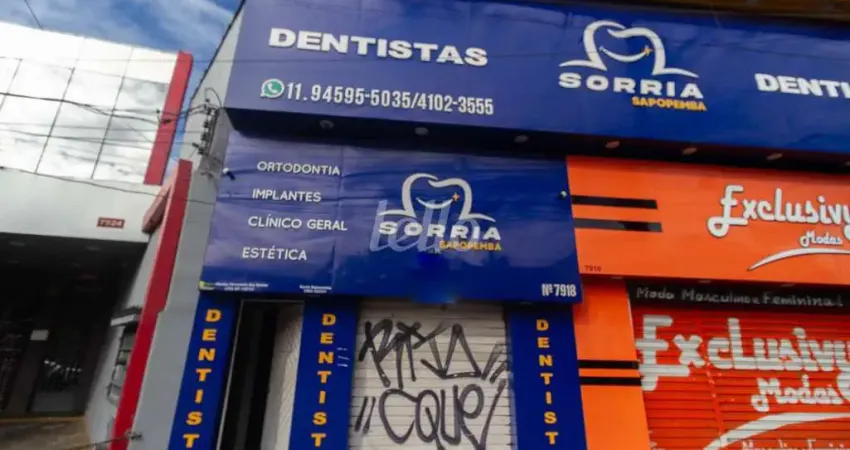 DENTISTAS
11.94595-5035/4102-3555
SORRIA
SAPOPEMBA
DENTI
ORTODONTIA
IMPLANTES
CLÍNICO GERAL
ESTÉTICA
SORRIA
SAPOPEMBA
Nº 7918
7924
Exclusivy
Modas
7910
Moda Masculino e Feminina
Exclusivy
Modas
DENTIST
DENTIST
DENTIST